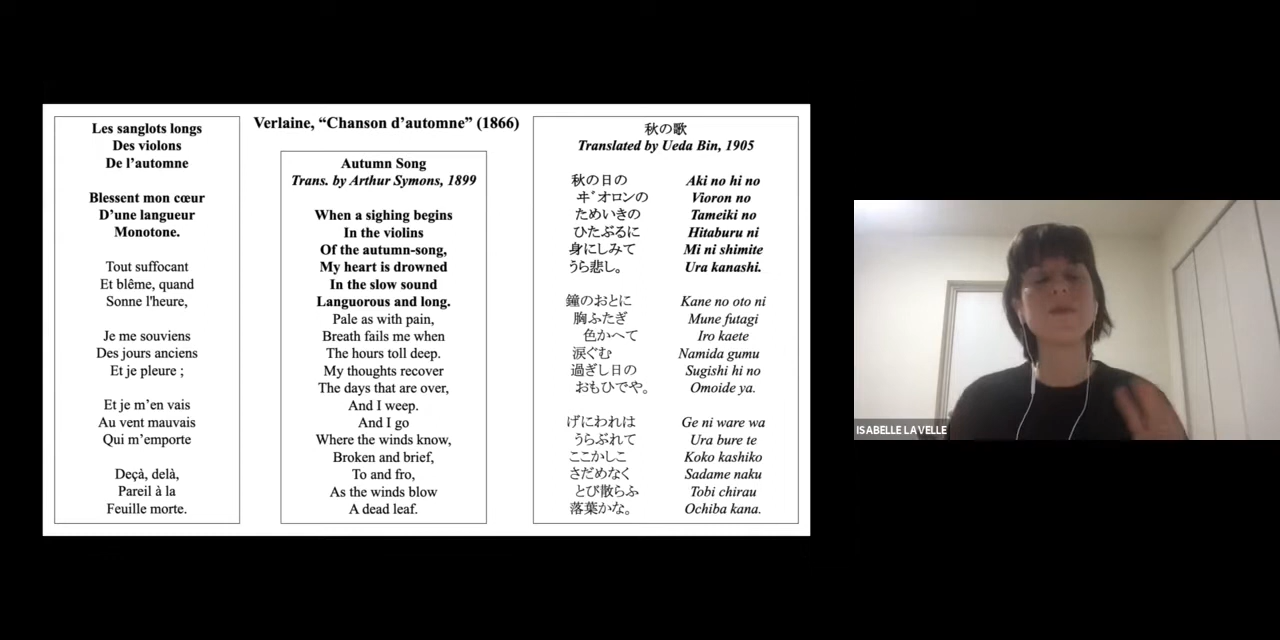 Les sanglots longs
Des violons
De l'automne
Blessent mon cœur
D'une langueur
Monotone.
Tout suffocant
Et blême, quand
Sonne l'heure,
Je me souviens
Des jours anciens
Et je pleure ;
Et je m'en vais
Au vent mauvais
Qui m'emporte
Deçà, delà,
Pareil à la
Feuille morte.
Verlaine, “Chanson d'automne” (1866)
Autumn Song
Trans. by Arthur Symons, 1899
When a sighing begins
In the violins
Of the autumn-song,
My heart is drowned
In the slow sound
Languorous and long.
Pale as with pain,
Breath fails me when
The hours toll deep.
My thoughts recover
The days that are over,
And I weep.
And I go
Where the winds know,
Broken and brief,
To and fro,
As the winds blow
A dead leaf.
秋の歌
Translated by Ueda Bin, 1905
秋の日の Aki no hi no
ヰ゛オロンの Vioron no
ためいきの Tameiki no
ひたぶるに Hitaburu ni
身にしみて Mi ni shimite
うら悲し。 Ura kanashi.
鐘のおとに Kane no oto ni
胸ふたぎ Mune futagi
色かへて Iro kaete
涙ぐむ Namida gumu
過ぎし日の Sugishi hi no
おもひでや。 Omoide ya.
げにわれは Ge ni ware wa
うらぶれて Ura bure te
ここかしこ Koko kashiko
さだめなく Sadame naku
とび散らふ Tobi chirau
落葉かな。 Ochiba kana.
ISABELLE LAVELLE